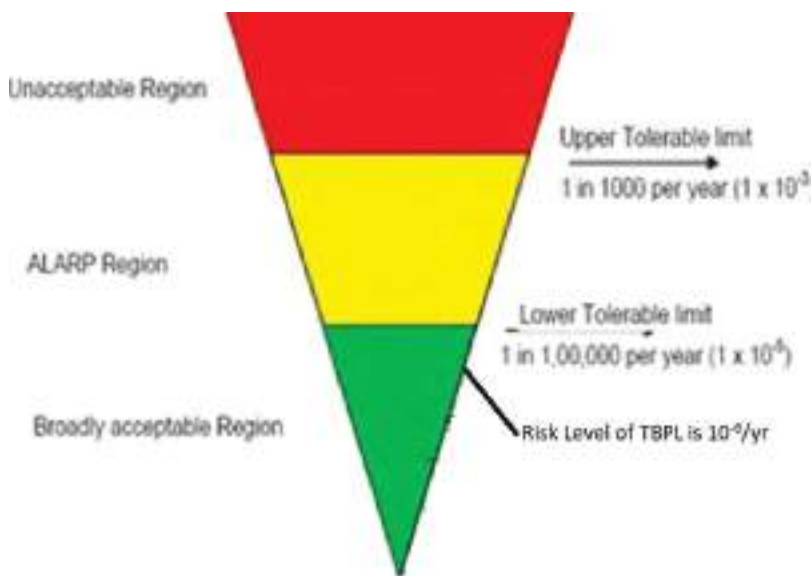 Unacceptable Region
Upper Tolerable limit
1 in 1000 per year (1 x 10⁻³
ALARP Region
Lower Tolerable limit
1 in 1,00,000 per year (1 x 10⁻⁵)
Broadly acceptable Region
Risk Level of TBPL is 10⁻⁶/yr